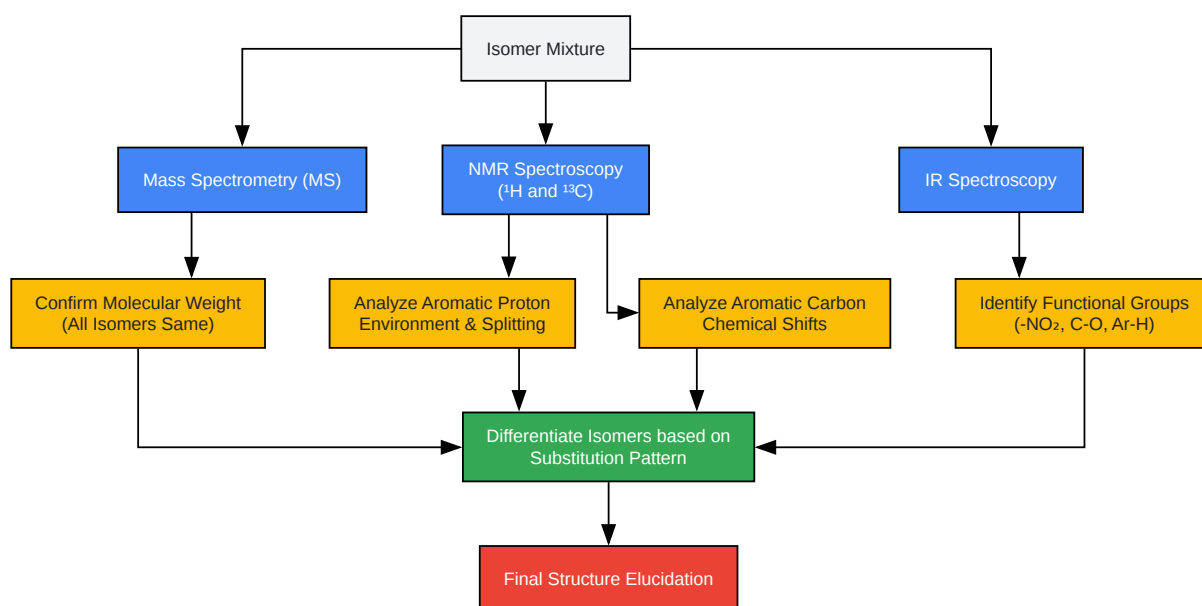 Isomer Mixture
Mass Spectrometry (MS)
NMR Spectroscopy
(¹H and ¹³C)
IR Spectroscopy
Confirm Molecular Weight
(All Isomers Same)
Analyze Aromatic Proton
Environment & Splitting
Analyze Aromatic Carbon
Chemical Shifts
Identify Functional Groups
(-NO₂, C-O, Ar-H)
Differentiate Isomers based on
Substitution Pattern
Final Structure Elucidation